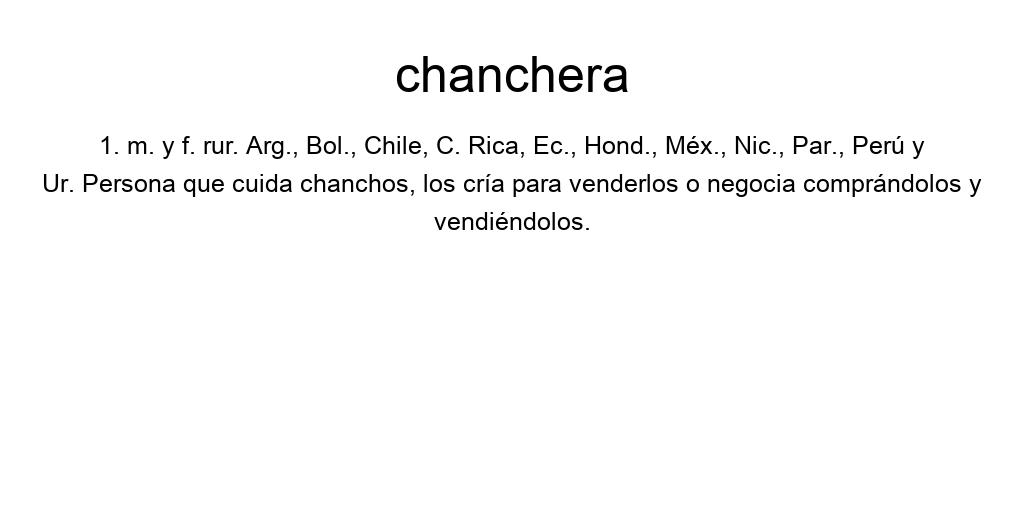 chanchera
1. m. y f. rur. Arg., Bol., Chile, C. Rica, Ec., Hond., Méx., Nic., Par., Perú y
Ur. Persona que cuida chanchos, los cría para venderlos o negocia comprándolos y
vendiéndolos.